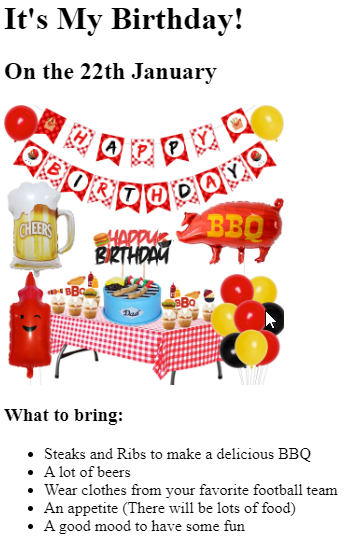 It's My Birthday!
On the 22th January
HAPPY
BIRTHDAY
CHEERS
HAPPY
BIRTHDAY
BBQ
BBQ
BBQ
Dad
What to bring:
Steaks and Ribs to make a delicious BBQ
A lot of beers
Wear clothes from your favorite football team
An appetite (There will be lots of food)
A good mood to have some fun